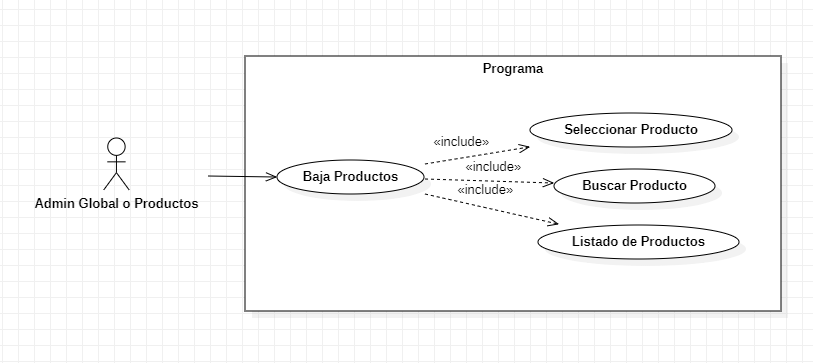 Programa
Seleccionar Producto
«include»
«include»
Baja Productos
Buscar Producto
«include»
Admin Global o Productos
Listado de Productos